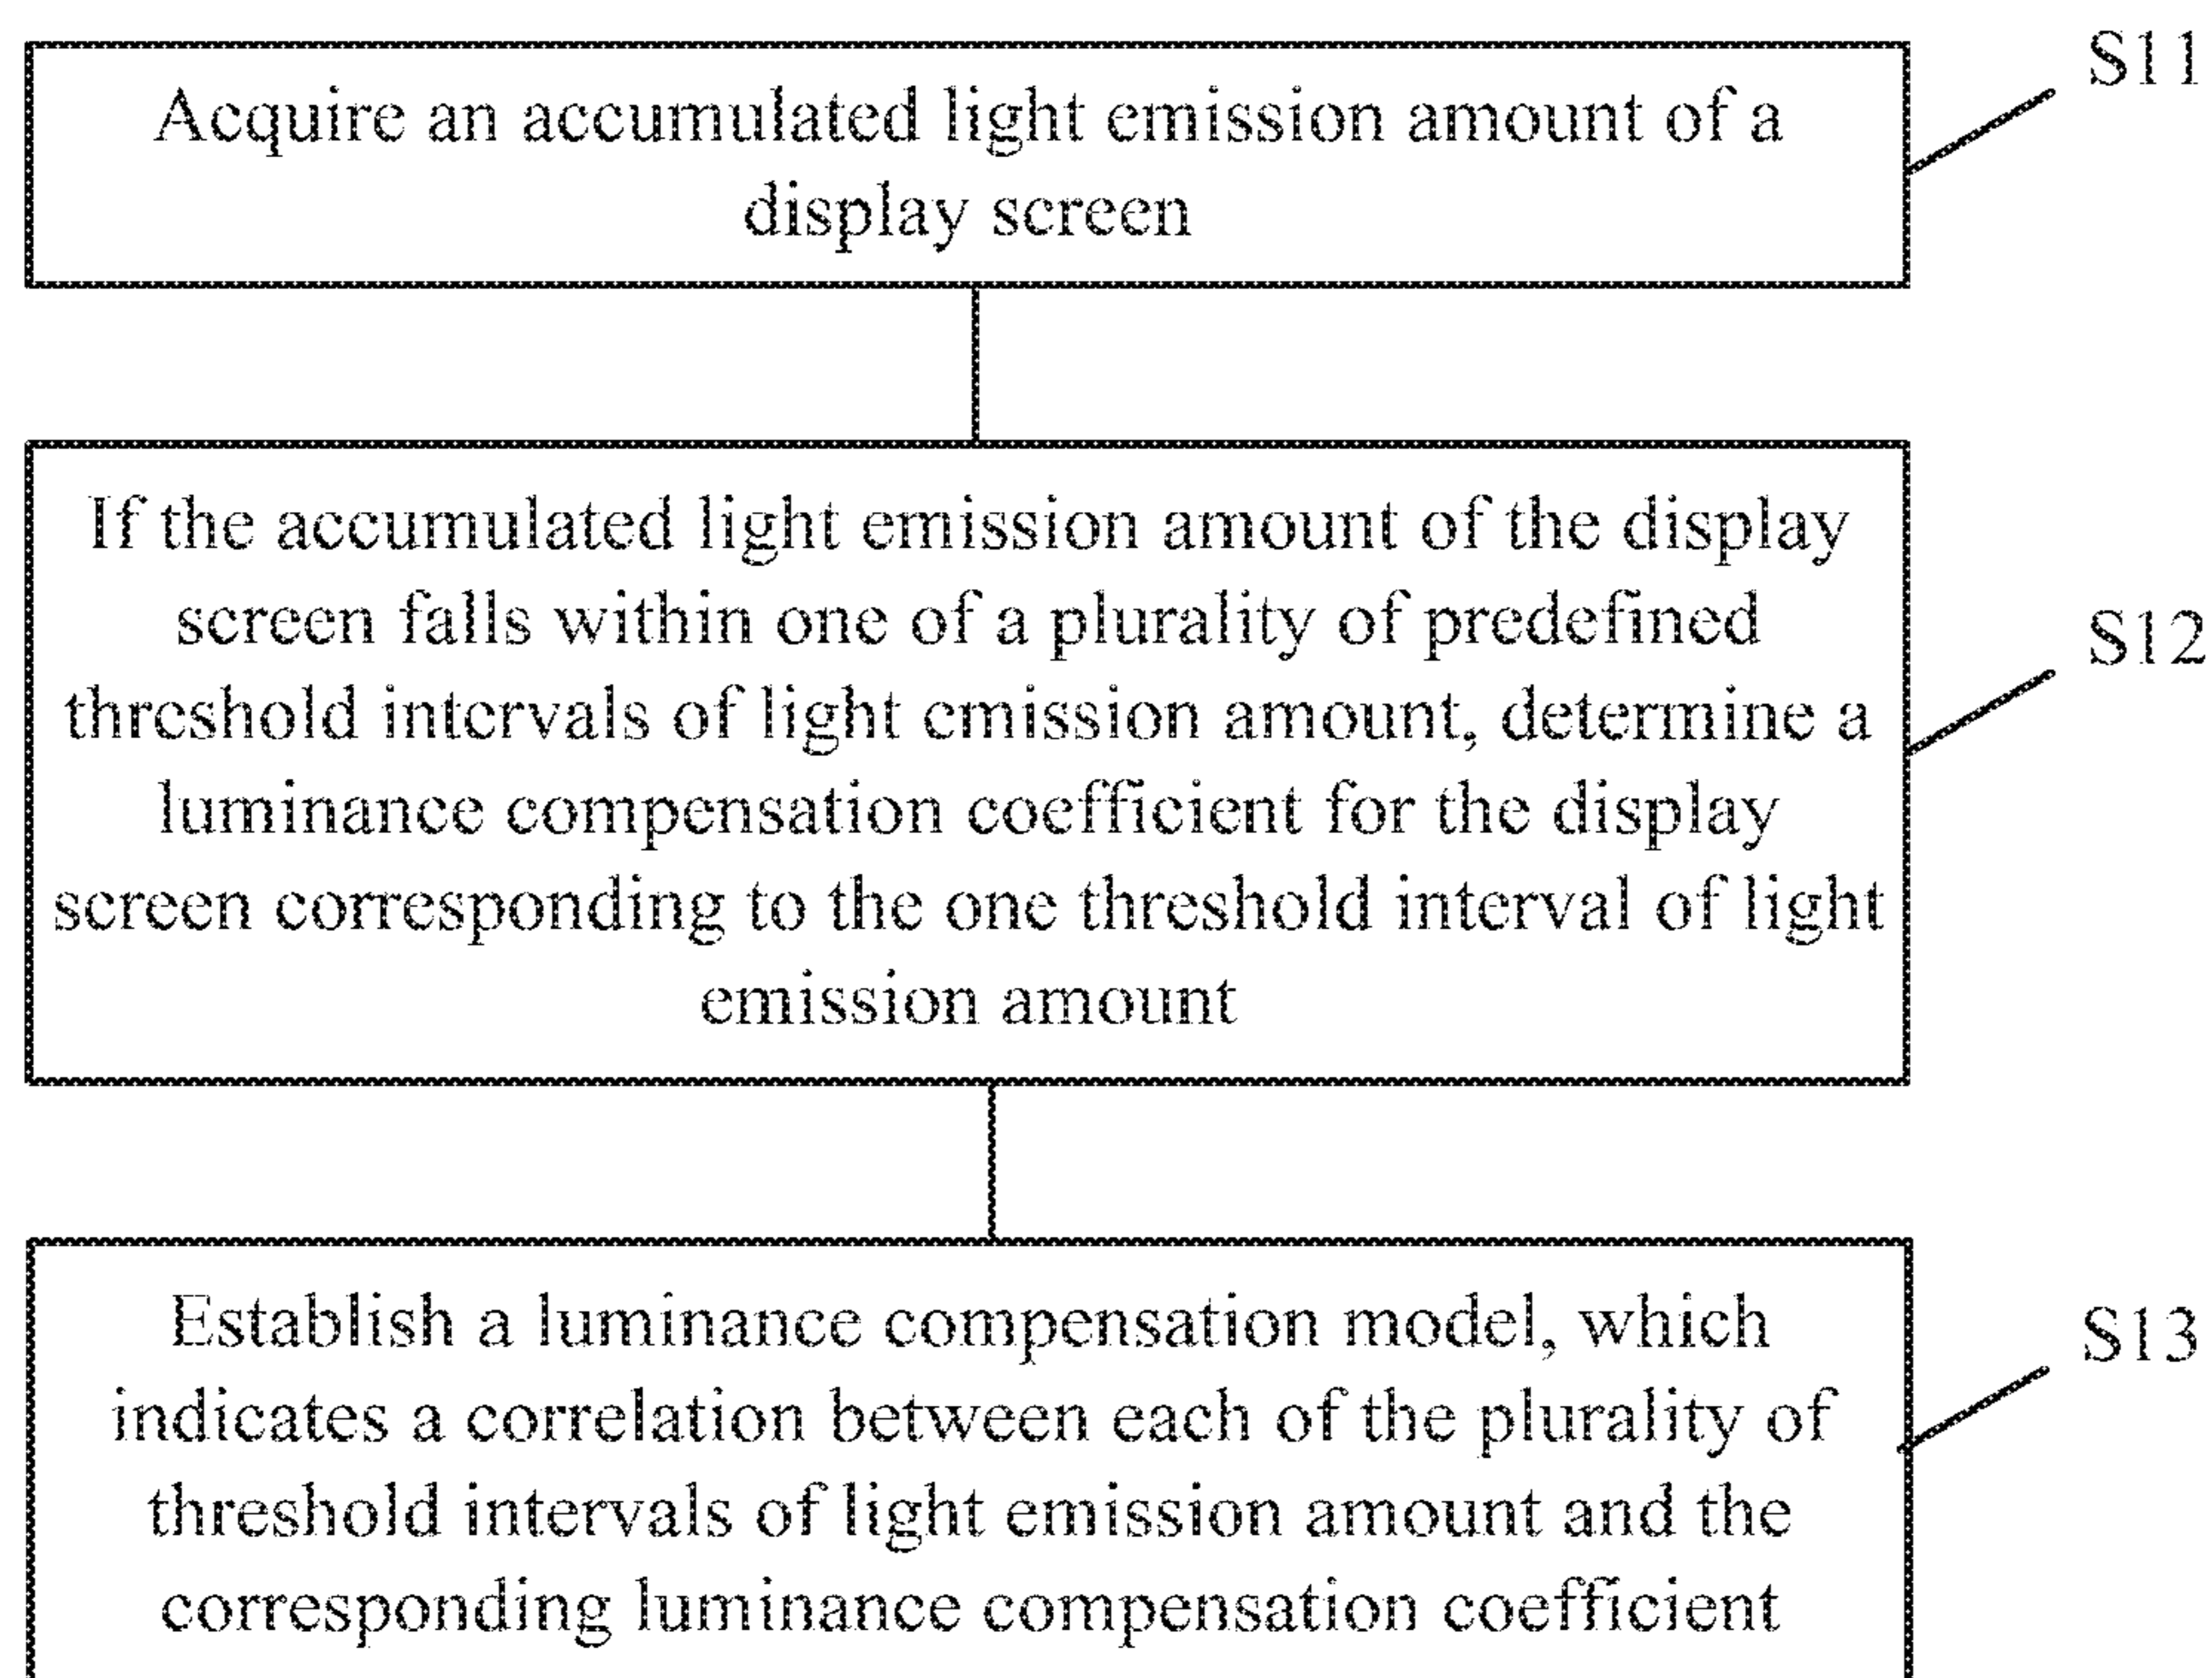 S11
Acquire an accumulated light emission amount of a
display screen
If the accumulated light emission amount of the display
screen falls within one of a plurality of predefined
threshold intervals of light emission amount, determine a
luminance compensation coefficient for the display
screen corresponding to the one threshold interval of light
emission amount
S12
Establish a luminance compensation model, which
indicates a correlation between each of the plurality of
threshold intervals of light emission amount and the
corresponding luminance compensation coefficient
S13